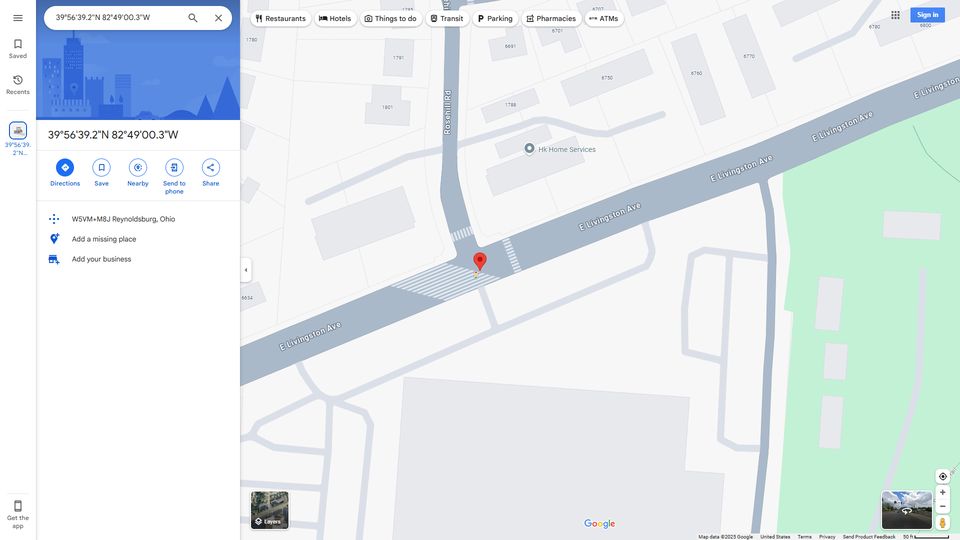 39°56'39.2"N 82°49'00.3"W
Restaurants
Hotels
Things to do
Transit
Parking
Pharmacies
ATMs
Sign in
Saved
Recents
39°56'39.
2"N...
39°56'39.2"N 82°49'00.3"W
Directions
Save
Nearby
Send to
phone
Share
W5VM+M8J Reynoldsburg, Ohio
Add a missing place
Add your business
Get the
app
1780
1785
1791
1801
6691
6701
1788
6707
6750
6760
6770
6780
6790
6634
Rosehill Rd
Hk Home Services
E Livingston Ave
E Livingston Ave
E Livingston Ave
E Livingston Ave
E Livingston
Layers
Google
Map data ©2025 Google
United States
Terms
Privacy
Send Product Feedback
50 ft